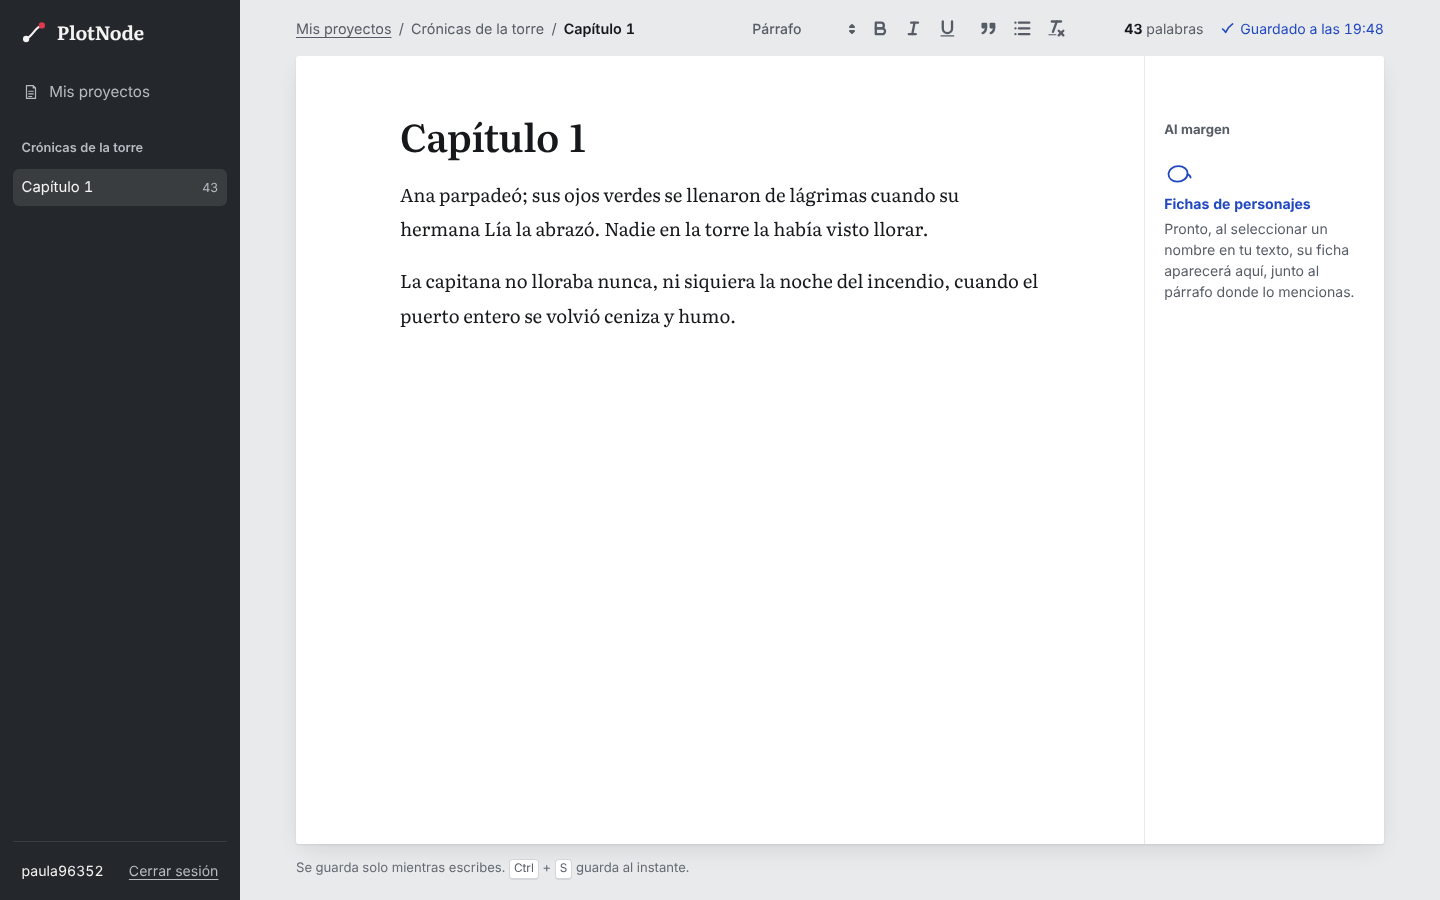 PlotNode
Mis proyectos
Crónicas de la torre
Capítulo 1 43
paula96352 Cerrar sesión
Mis proyectos / Crónicas de la torre / Capítulo 1
Párrafo
43 palabras
Guardado a las 19:48
Capítulo 1
Ana parpadeó; sus ojos verdes se llenaron de lágrimas cuando su
hermana Lía la abrazó. Nadie en la torre la había visto llorar.
La capitana no lloraba nunca, ni siquiera la noche del incendio, cuando el
puerto entero se volvió ceniza y humo.
Al margen
Fichas de personajes
Pronto, al seleccionar un
nombre en tu texto, su ficha
aparecerá aquí, junto al
párrafo donde lo mencionas.
Se guarda solo mientras escribes. Ctrl + S guarda al instante.